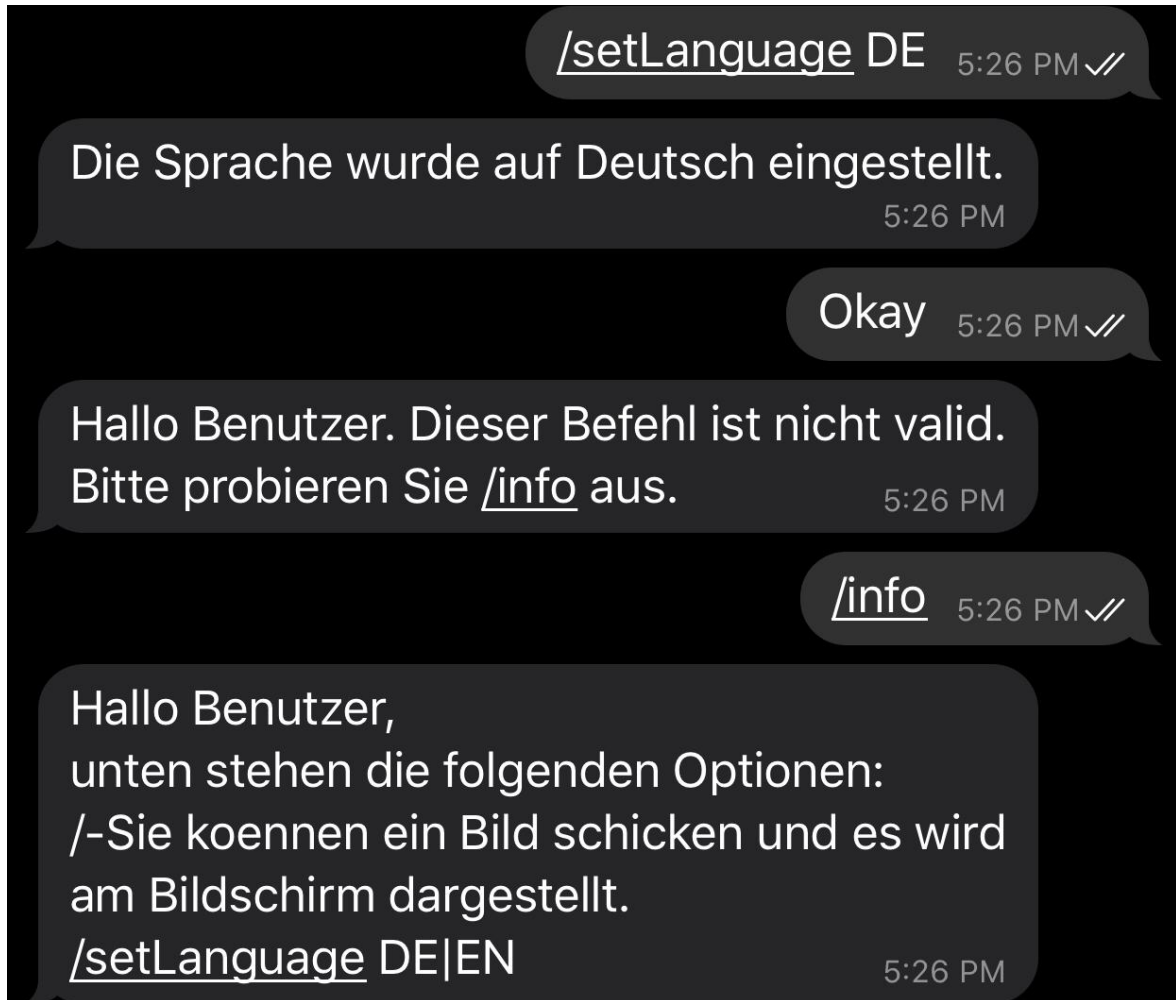 /setLanguage DE 5:26 PM
Die Sprache wurde auf Deutsch eingestellt.
5:26 PM
Okay 5:26 PM
Hallo Benutzer. Dieser Befehl ist nicht valid.
Bitte probieren Sie /info aus. 5:26 PM
/info 5:26 PM
Hallo Benutzer,
unten stehen die folgenden Optionen:
/-Sie koennen ein Bild schicken und es wird
am Bildschirm dargestellt.
/setLanguage DE|EN 5:26 PM